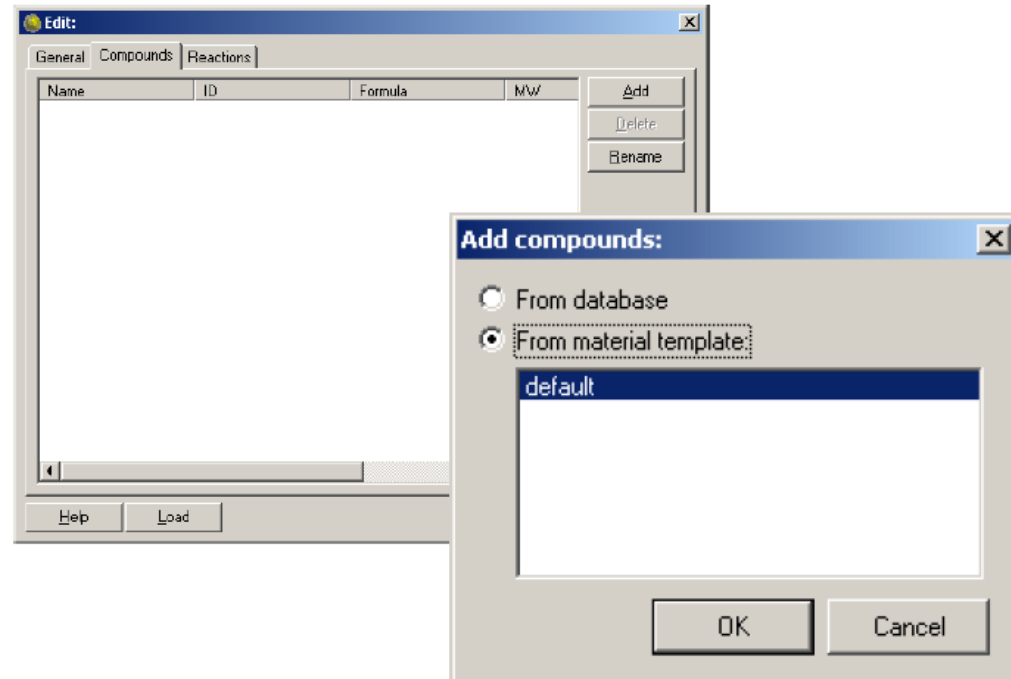 Edit:
General Compounds Reactions
Name ID Formula MW
Add
Delete
Rename
Help Load
Add compounds:
From database
From material template:
default
OK Cancel